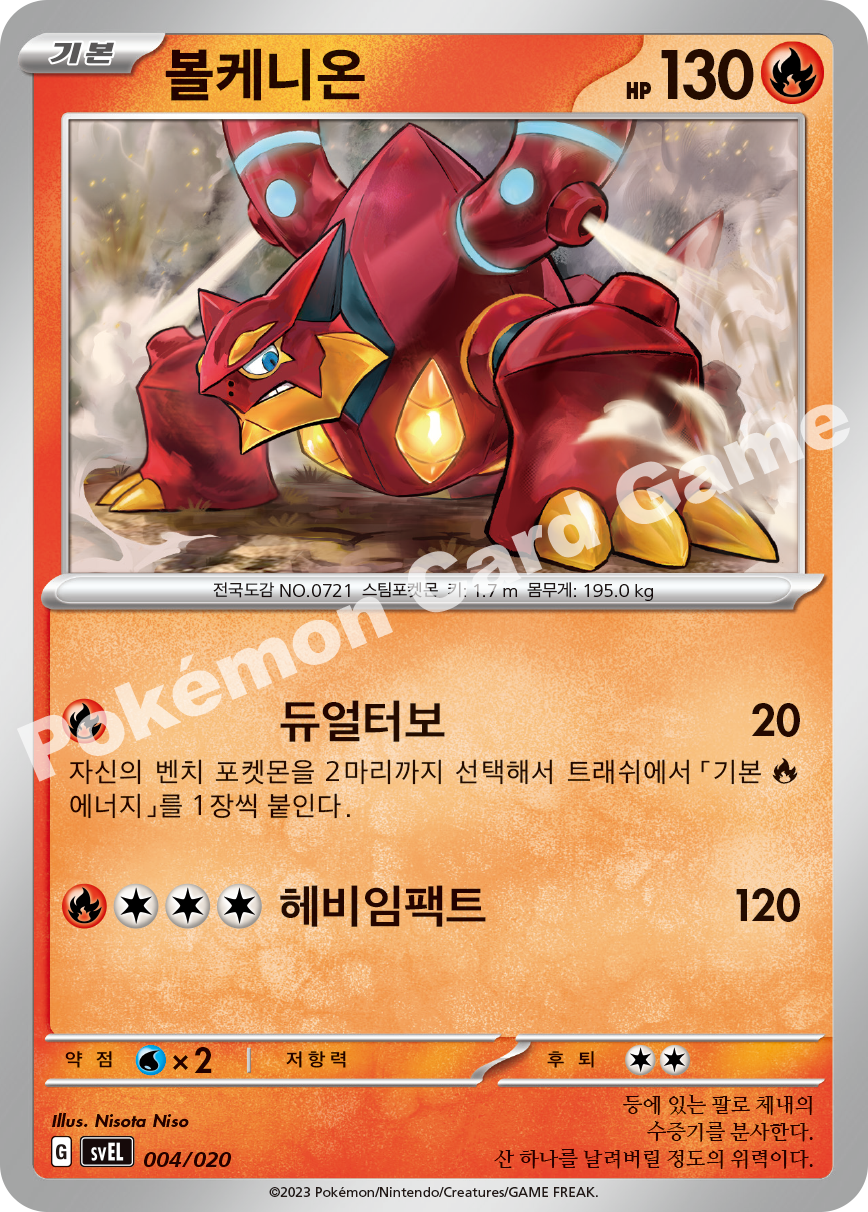 기본 볼케니온 HP 130
전국도감 NO.0721 스팀포켓몬 키: 1.7 m 몸무게: 195.0 kg
Pokémon Card Game
듀얼터보 20
자신의 벤치 포켓몬을 2마리까지 선택해서 트래쉬에서 「기본
에너지」를 1장씩 붙인다.
헤비임팩트 120
약점 ×2 저항력 후퇴
Illus. Nisota Niso
등에 있는 팔로 체내의
수증기를 분사한다.
산 하나를 날려버릴 정도의 위력이다.
G svEL 004/020
©2023 Pokémon/Nintendo/Creatures/GAME FREAK.